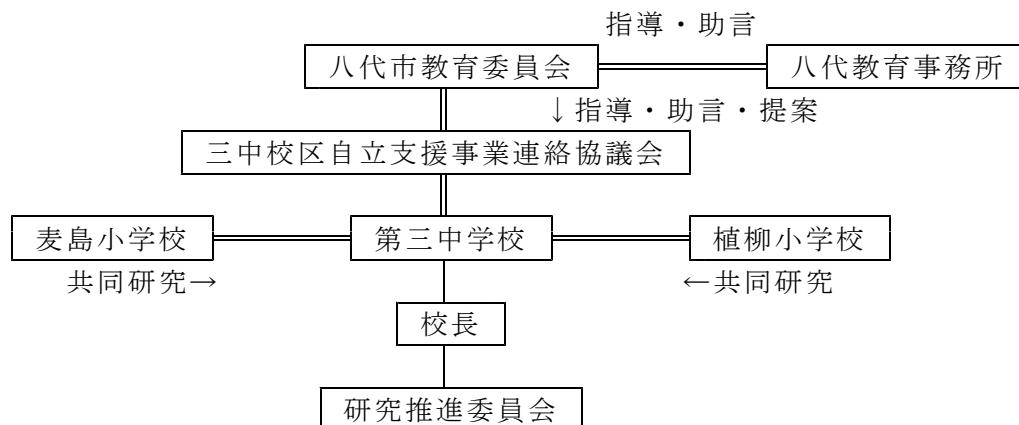 指導・助言
八代市教育委員会
八代教育事務所
↓指導・助言・提案
三中校区自立支援事業連絡協議会
麦島小学校
第三中学校
植柳小学校
共同研究→
←共同研究
校長
研究推進委員会